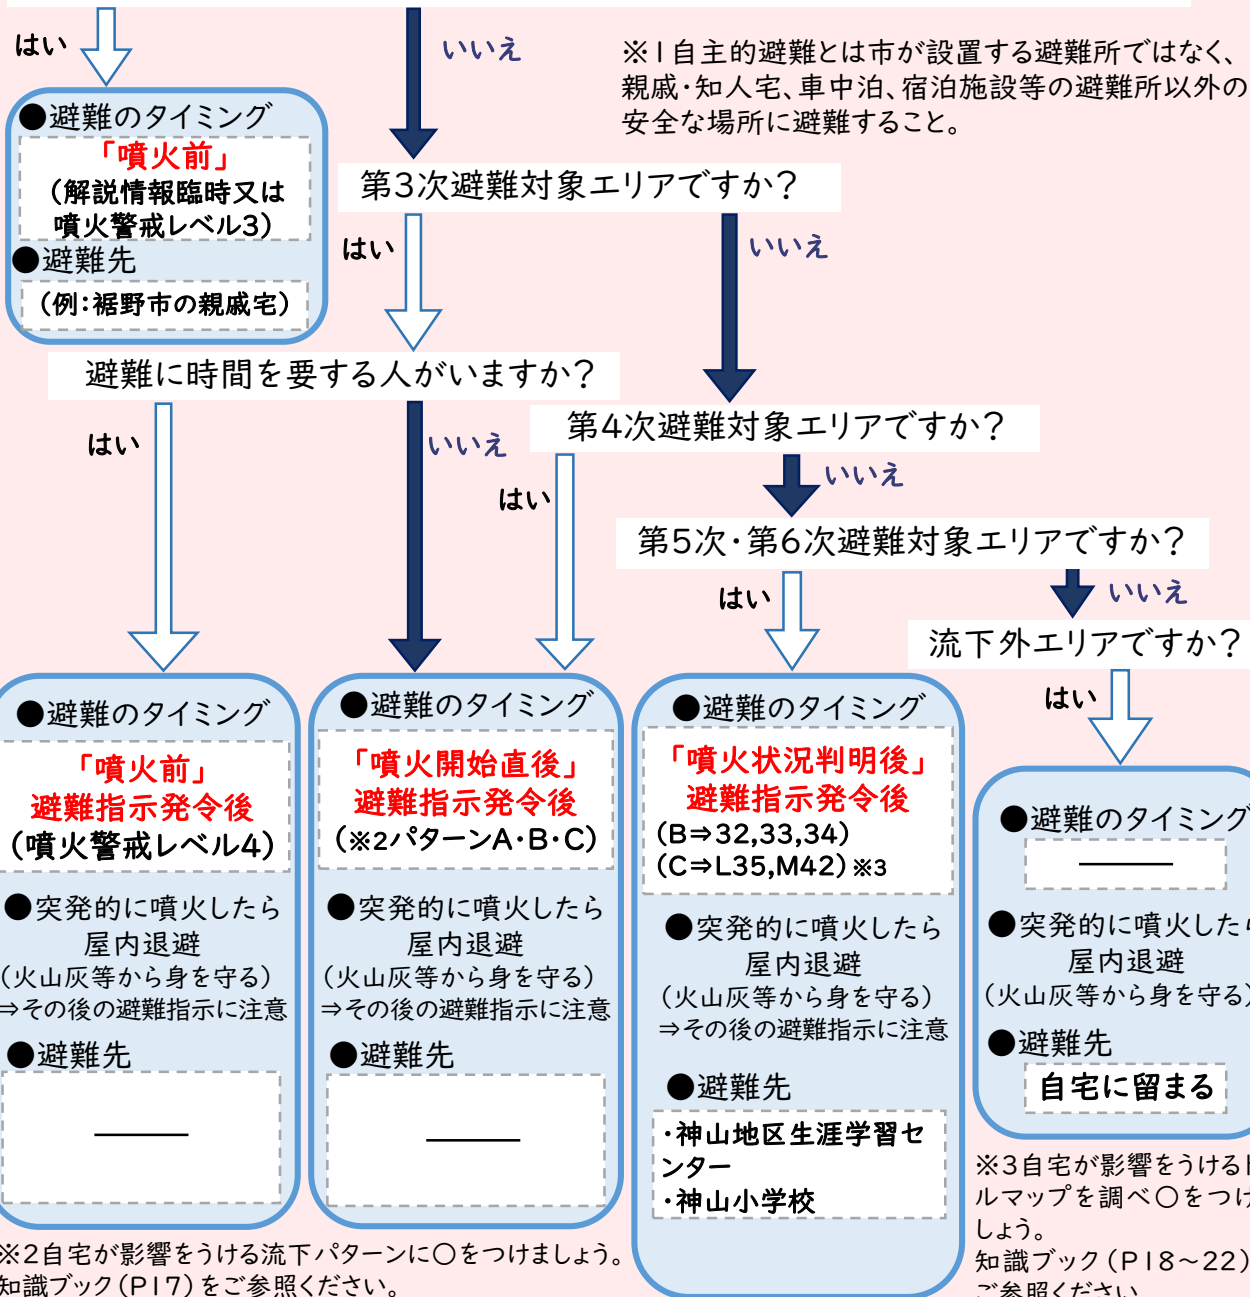 はい
いいえ
※1自主的避難とは市が設置する避難所ではなく、
親戚・知人宅、車中泊、宿泊施設等の避難所以外の
安全な場所に避難すること。
●避難のタイミング
「噴火前」
(解説情報臨時又は
噴火警戒レベル3)
●避難先
(例:裾野市の親戚宅)
第3次避難対象エリアですか?
はい
いいえ
避難に時間を要する人がいますか?
はい
いいえ
第4次避難対象エリアですか?
はい
いいえ
第5次・第6次避難対象エリアですか?
はい
いいえ
流下外エリアですか?
はい
●避難のタイミング
「噴火前」
避難指示発令後
(噴火警戒レベル4)
●突発的に噴火したら
屋内退避
(火山灰等から身を守る)
⇒その後の避難指示に注意
●避難先
―――
●避難のタイミング
「噴火開始直後」
避難指示発令後
(※2パターンA・B・C)
●突発的に噴火したら
屋内退避
(火山灰等から身を守る)
⇒その後の避難指示に注意
●避難先
―――
●避難のタイミング
「噴火状況判明後」
避難指示発令後
(B⇒32,33,34)
(C⇒L35,M42)※3
●突発的に噴火したら
屋内退避
(火山灰等から身を守る)
⇒その後の避難指示に注意
●避難先
・神山地区生涯学習セ
ンター
・神山小学校
●避難のタイミング
―――
●突発的に噴火したら
屋内退避
(火山灰等から身を守る)
●避難先
自宅に留まる
※2自宅が影響をうける流下パターンに○をつけましょう。
知識ブック(P17)をご参照ください。
※3自宅が影響をうける
ルマップを調べ○をつけ
しょう。
知識ブック(P18~22)
ご参照ください